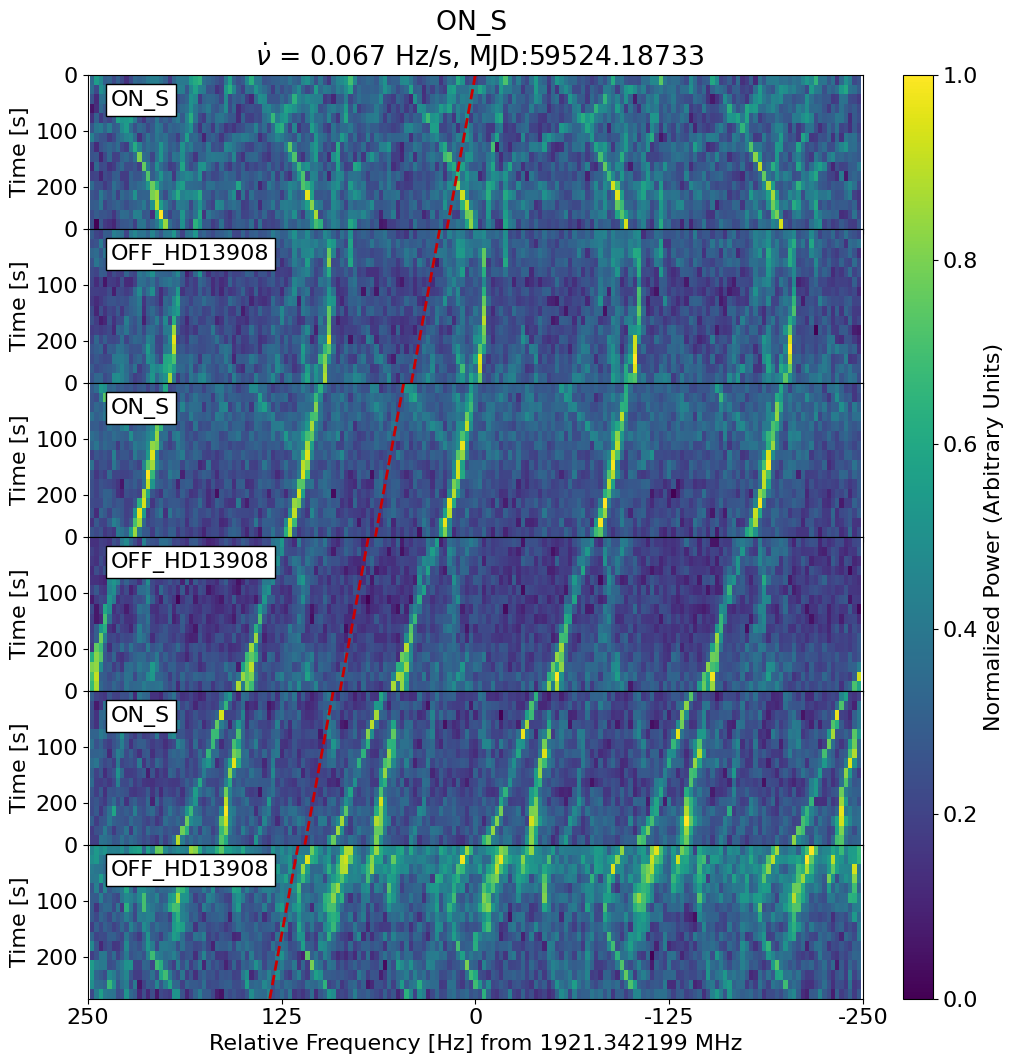 ON_S
ν̇ = 0.067 Hz/s, MJD:59524.18733
0
100
200
Time [s]
ON_S
0
100
200
Time [s]
OFF_HD13908
0
100
200
Time [s]
ON_S
0
100
200
Time [s]
OFF_HD13908
0
100
200
Time [s]
ON_S
0
100
200
Time [s]
OFF_HD13908
250 125 0 -125 -250
Relative Frequency [Hz] from 1921.342199 MHz
1.0
0.8
0.6
0.4
0.2
0.0
Normalized Power (Arbitrary Units)